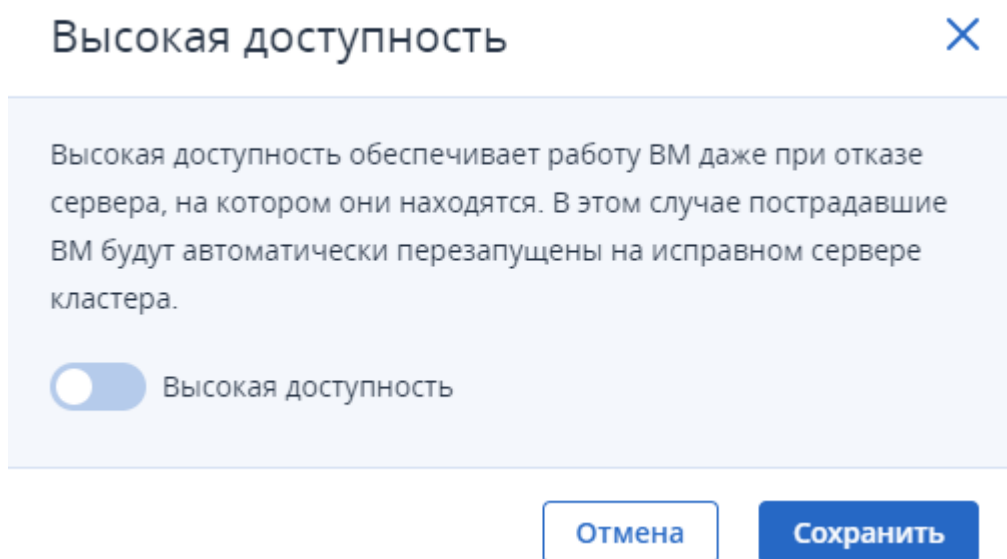 Высокая доступность
Высокая доступность обеспечивает работу ВМ даже при отказе
сервера, на котором они находятся. В этом случае пострадавшие
ВМ будут автоматически перезапущены на исправном сервере
кластера.
Высокая доступность
Отмена
Сохранить